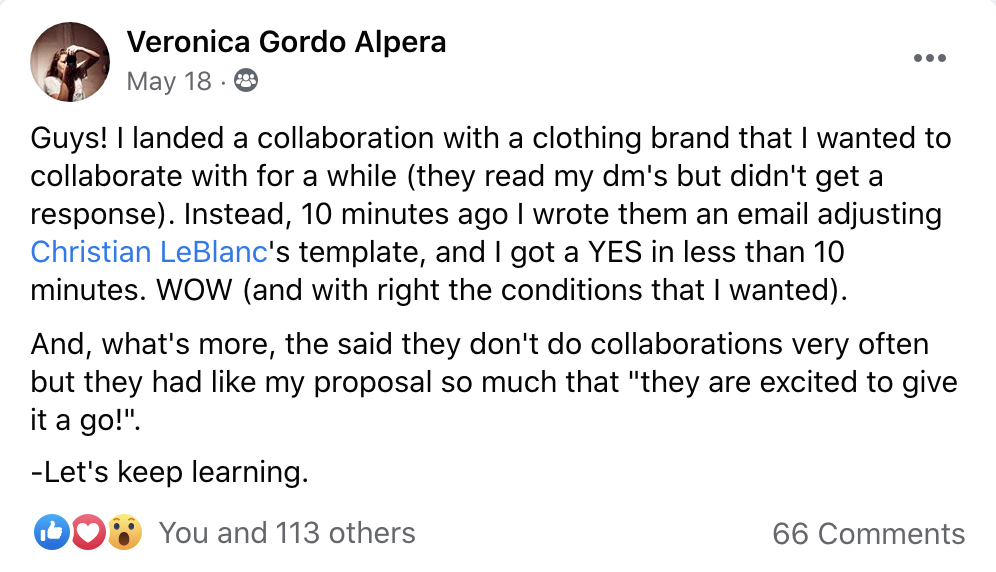 Veronica Gordo Alpera
May 18 ·
Guys! I landed a collaboration with a clothing brand that I wanted to
collaborate with for a while (they read my dm's but didn't get a
response). Instead, 10 minutes ago I wrote them an email adjusting
Christian LeBlanc's template, and I got a YES in less than 10
minutes. WOW (and with right the conditions that I wanted).
And, what's more, the said they don't do collaborations very often
but they had like my proposal so much that "they are excited to give
it a go!".
-Let's keep learning.
You and 113 others
66 Comments